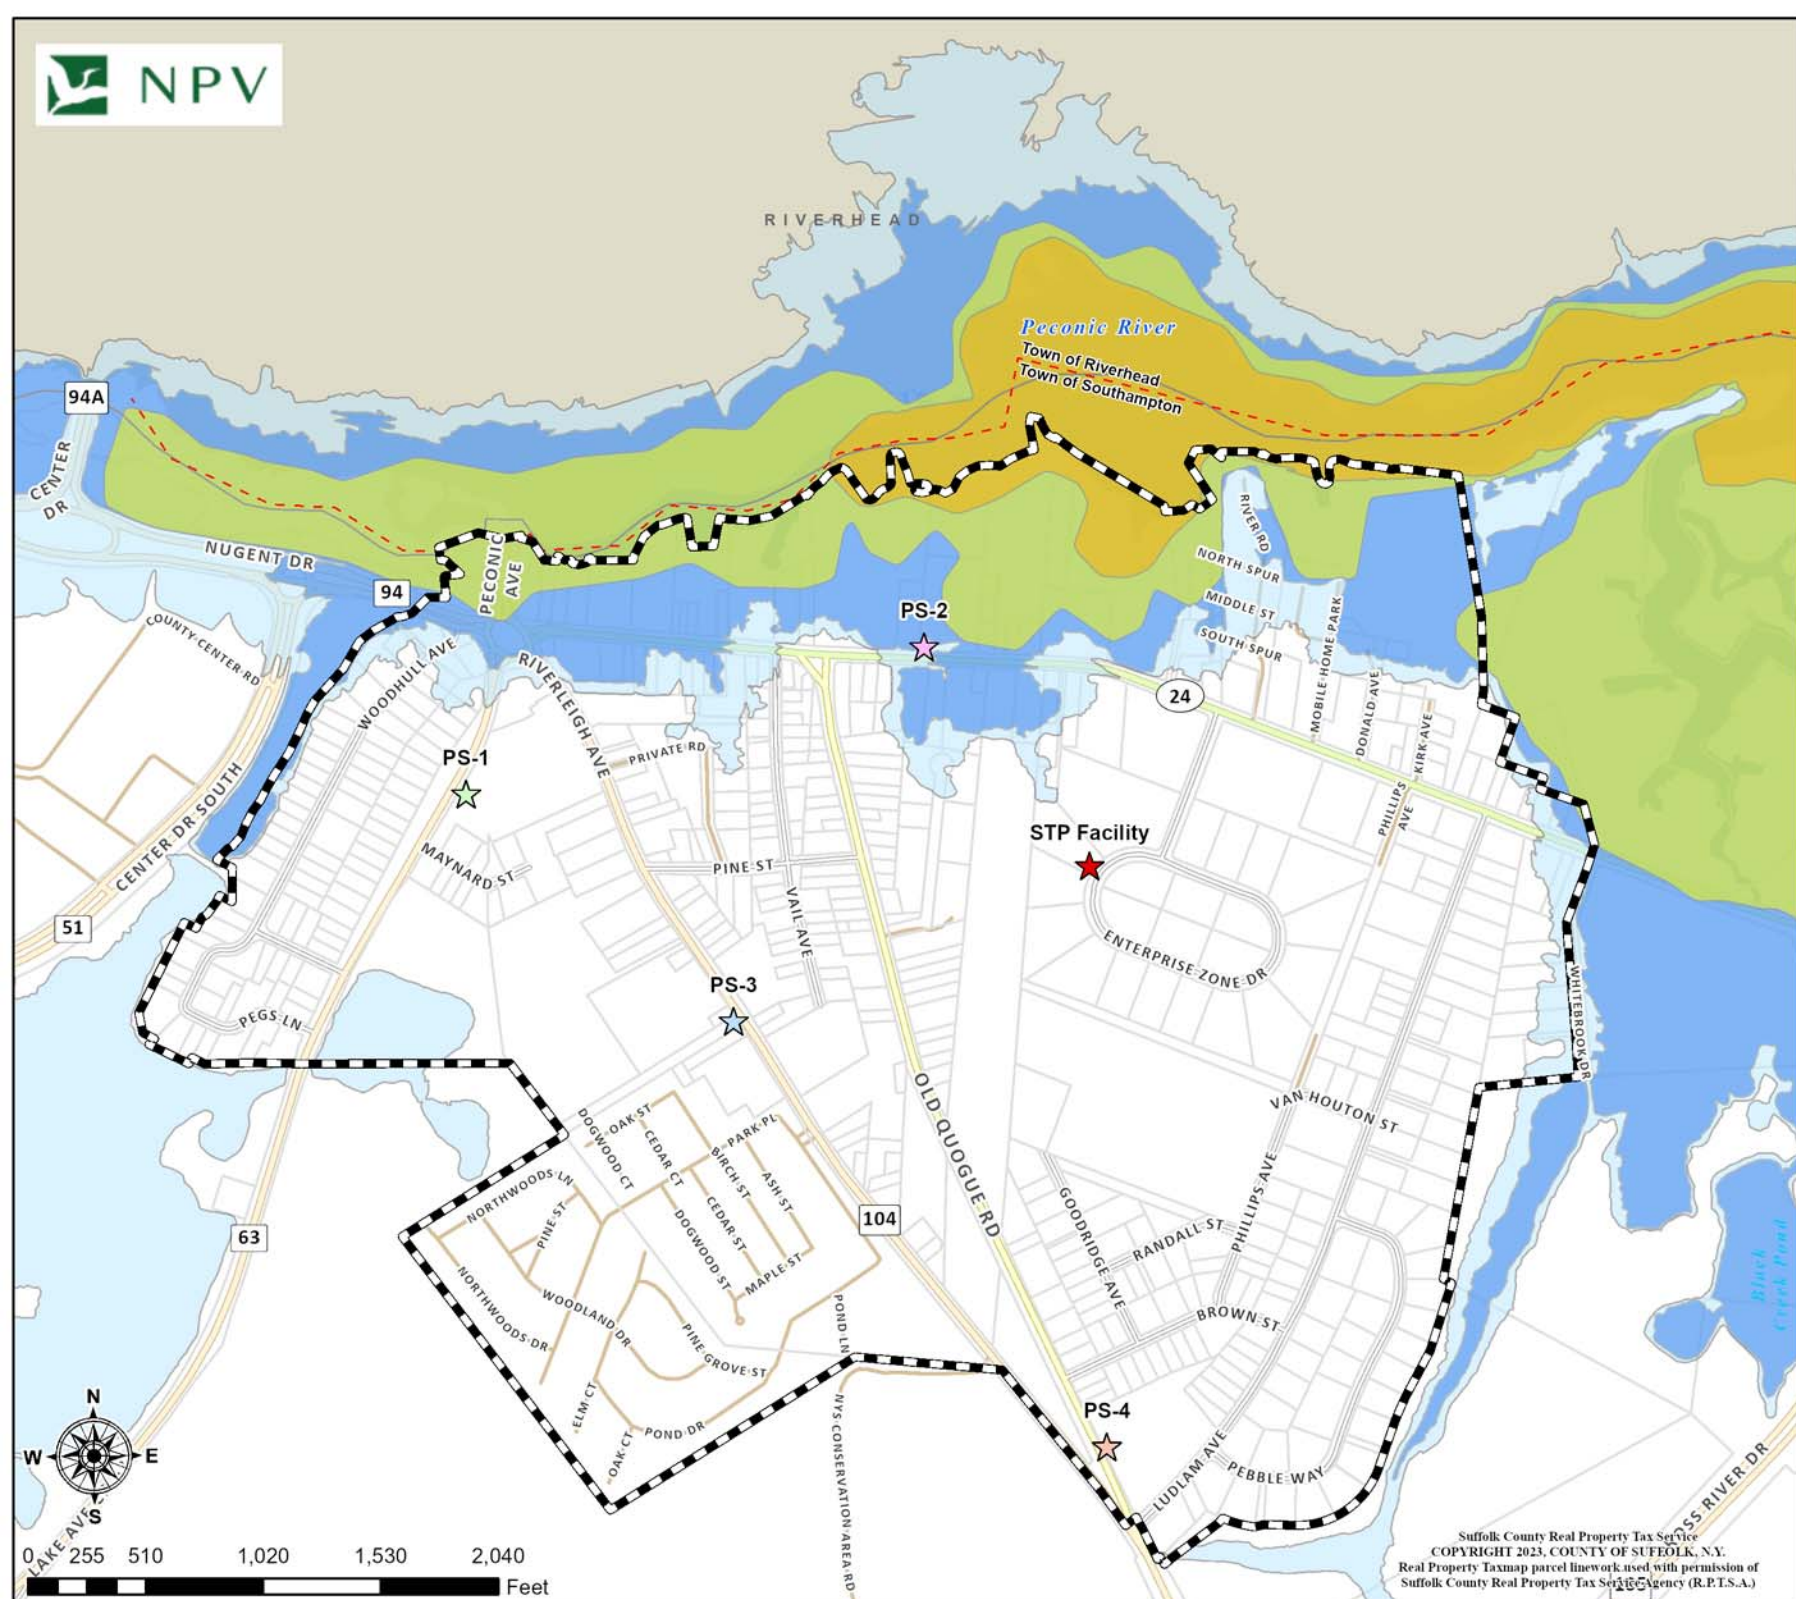 NPV
RIVERHEAD
Peconic River
Town of Riverhead
Town of Southampton
94A
CENTER
DR
NUGENT DR
94
PECONIC
AVE
RIVER RD
NORTH SPUR
MIDDLE ST
SOUTH SPUR
PS-2
24
MOBILE HOME PARK
DONALD AVE
KIRK AVE
PHILLIPS
AVE
COUNTY CENTER RD
WOODHULL AVE
RIVERLEIGH AVE
PRIVATE RD
PS-1
CENTER DR SOUTH
MAYNARD ST
PINE ST
VAIL AVE
STP Facility
ENTERPRISE ZONE DR
51
PS-3
PEGS LN
WHITEBROOK DR
OLD QUOGUE RD
VAN HOUTON ST
OAK ST
DOGWOOD CT
CEDAR CT
PARK PL
BIRCH ST
ASH ST
NORTHWOODS LN
PINE ST
CEDAR ST
DOGWOOD ST
MAPLE ST
104
63
GOODRIDGE AVE
RANDALL ST
PHILLIPS AVE
BROWN ST
Black
Creek Pond
NORTHWOODS DR
WOODLAND DR
PINE GROVE ST
POND LN
ELM CT
OAK CT
POND DR
NYS CONSERVATION AREA RD
PS-4
LUDLAM AVE
PEBBLE WAY
N
W E
S
LAKE AVE
0 255 510 1,020 1,530 2,040
Feet
Suffolk County Real Property Tax Service
COPYRIGHT 2023, COUNTY OF SUFFOLK, N.Y.
Real Property Taxmap parcel linework used with permission of
Suffolk County Real Property Tax Service Agency (R.P.T.S.A.)
RIVER DR